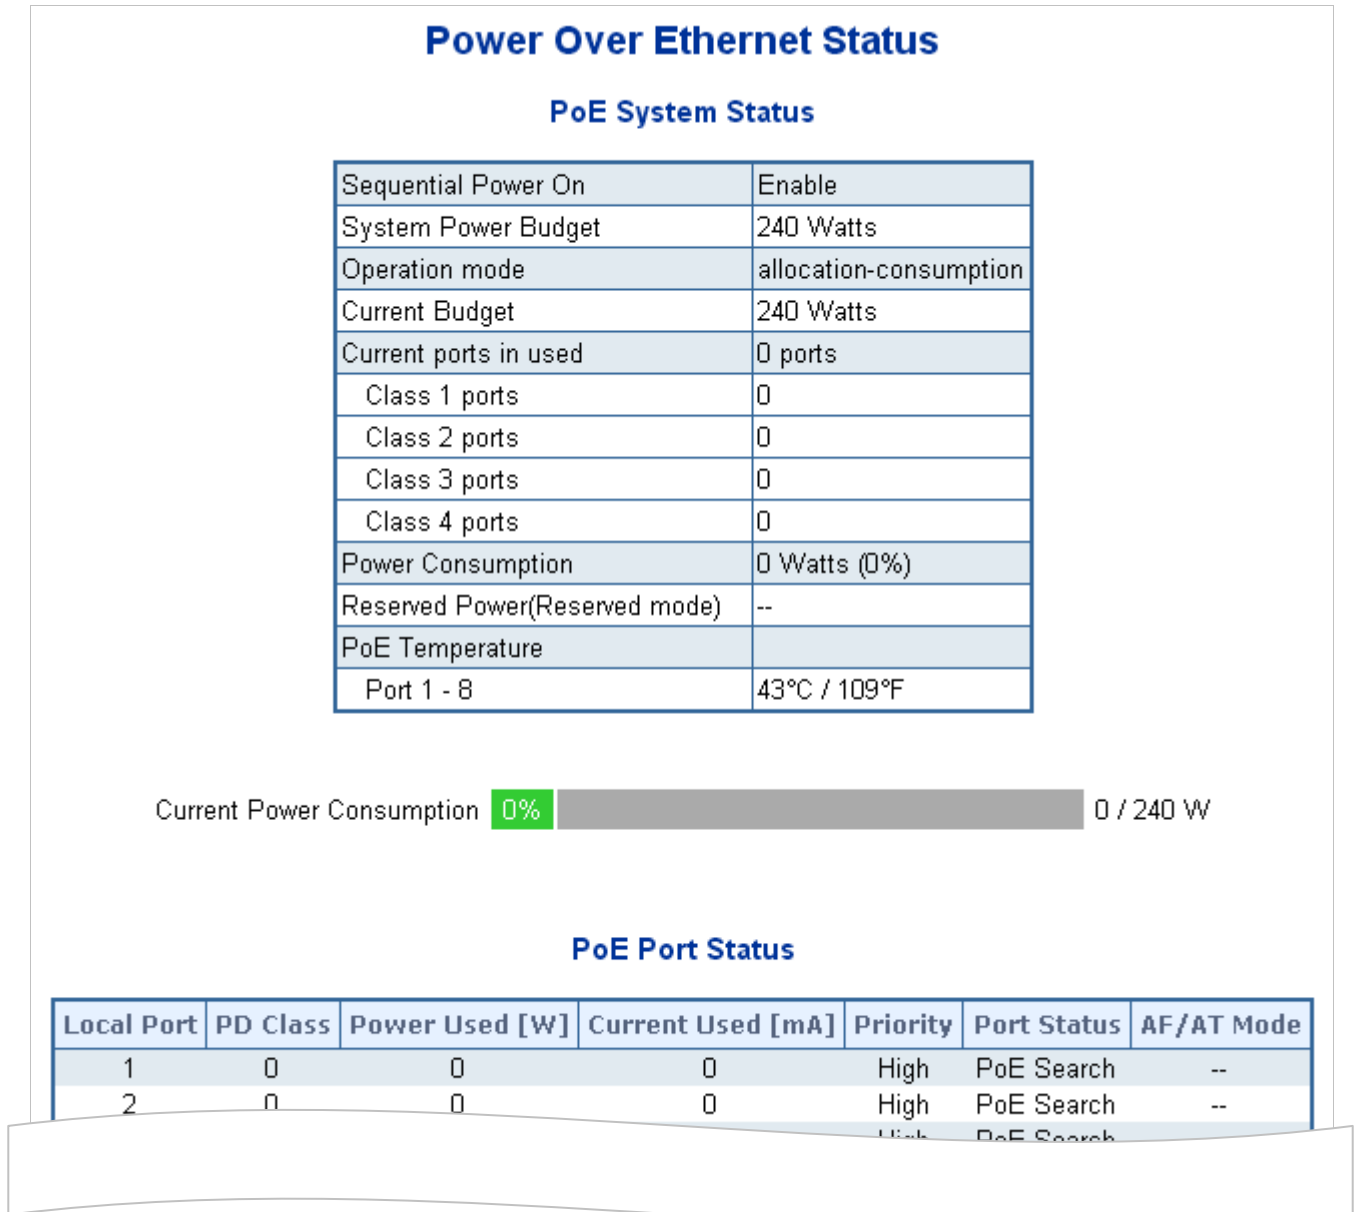 Power Over Ethernet Status
PoE System Status
Sequential Power On Enable
System Power Budget 240 Watts
Operation mode allocation-consumption
Current Budget 240 Watts
Current ports in used 0 ports
Class 1 ports 0
Class 2 ports 0
Class 3 ports 0
Class 4 ports 0
Power Consumption 0 Watts (0%)
Reserved Power(Reserved mode) --
PoE Temperature
Port 1 - 8 43°C / 109°F
Current Power Consumption 0% 0 / 240 W
PoE Port Status
Local Port PD Class Power Used [W] Current Used [mA] Priority Port Status AF/AT Mode
1 0 0 0 High PoE Search --
2 0 0 0 High PoE Search --
High PoE Search